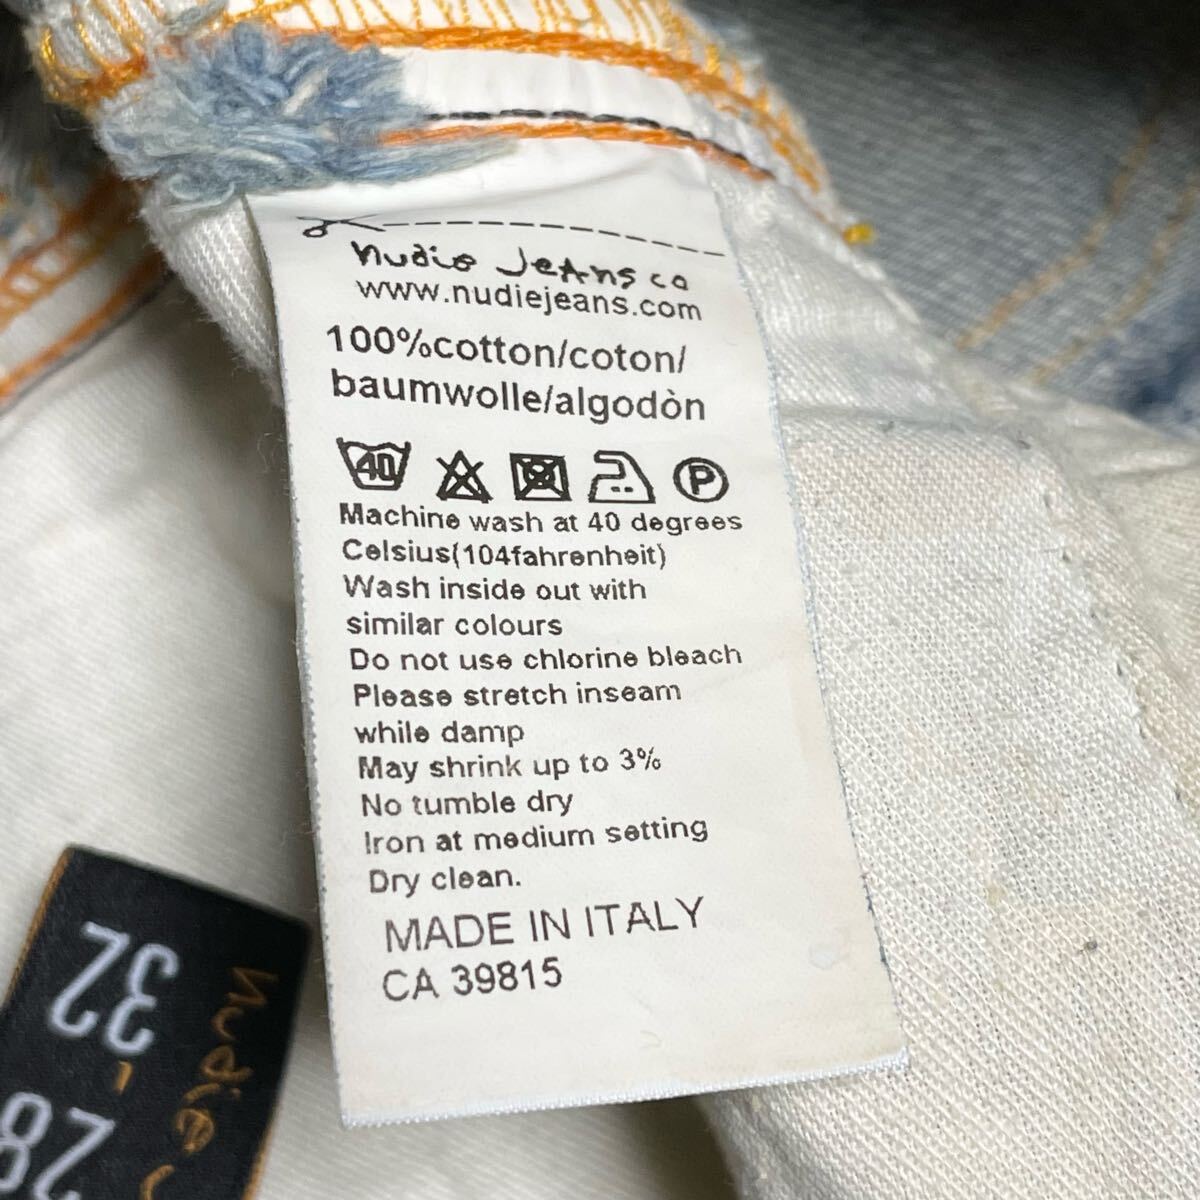 nudie Jeans co
www.nudiejeans.com
100%cotton/coton/
baumwolle/algodòn
40
P
Machine wash at 40 degrees
Celsius(104fahrenheit)
Wash inside out with
similar colours
Do not use chlorine bleach
Please stretch inseam
while damp
May shrink up to 3%
No tumble dry
Iron at medium setting
Dry clean.
MADE IN ITALY
CA 39815
nudie
32
28